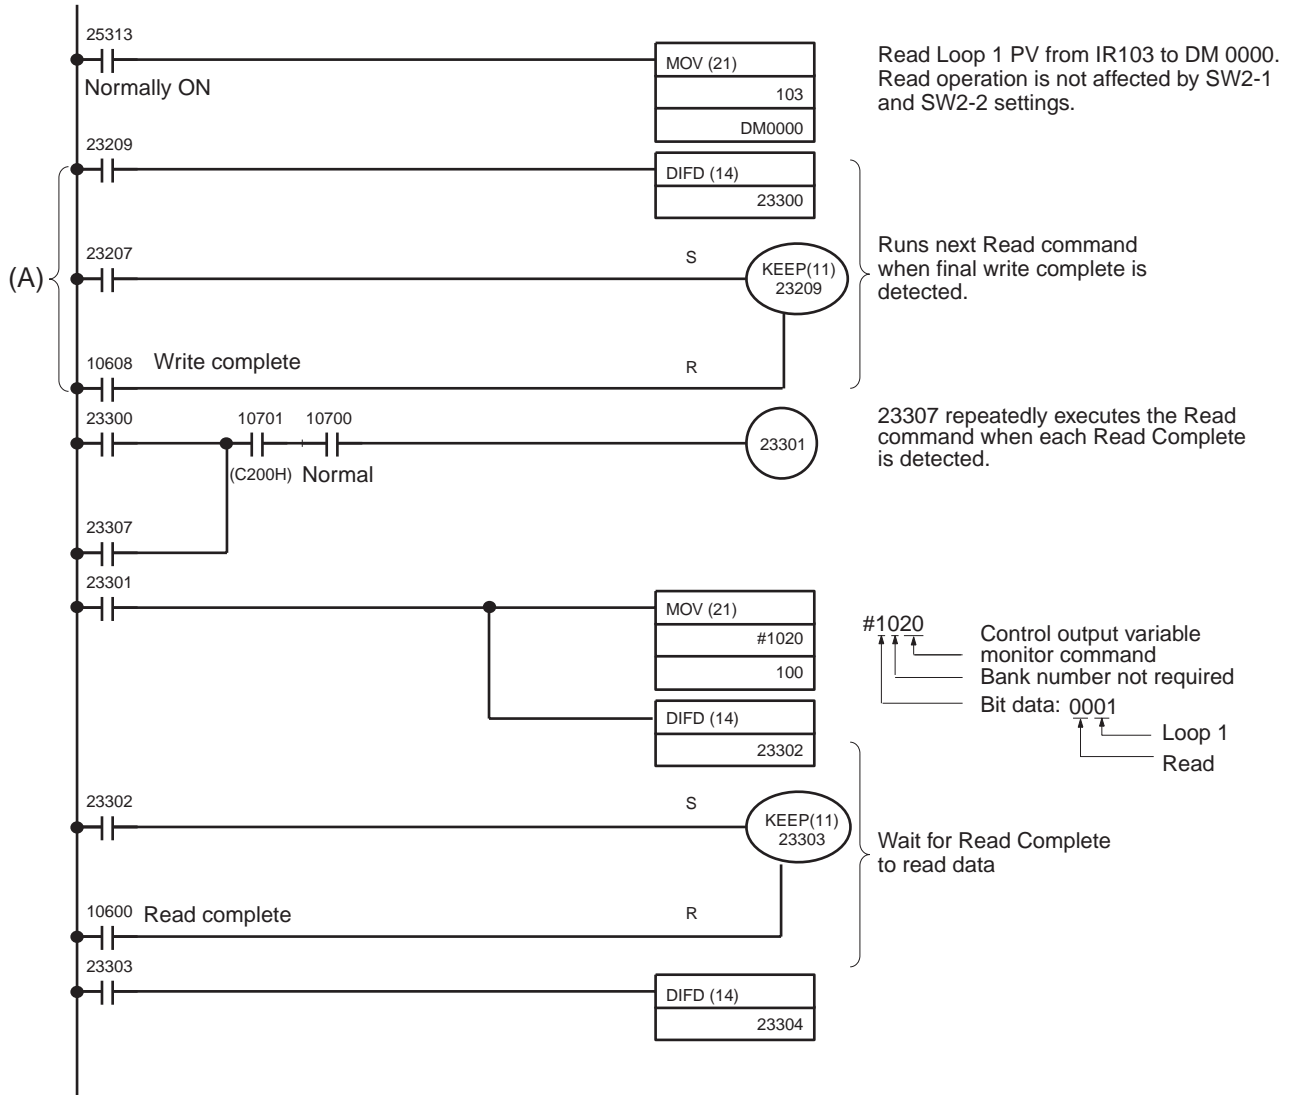 25313
Normally ON
MOV (21)
103
DM0000
Read Loop 1 PV from IR103 to DM 0000.
Read operation is not affected by SW2-1
and SW2-2 settings.
23209
DIFD (14)
23300
(A)
23207
S
KEEP(11)
23209
Runs next Read command
when final write complete is
detected.
10608
Write complete
R
23300
10701
10700
(C200H)
Normal
23301
23307 repeatedly executes the Read
command when each Read Complete
is detected.
23307
23301
MOV (21)
#1020
100
#1020
Control output variable
monitor command
Bank number not required
Bit data: 0001
Loop 1
Read
DIFD (14)
23302
23302
S
KEEP(11)
23303
Wait for Read Complete
to read data
10600
Read complete
R
23303
DIFD (14)
23304